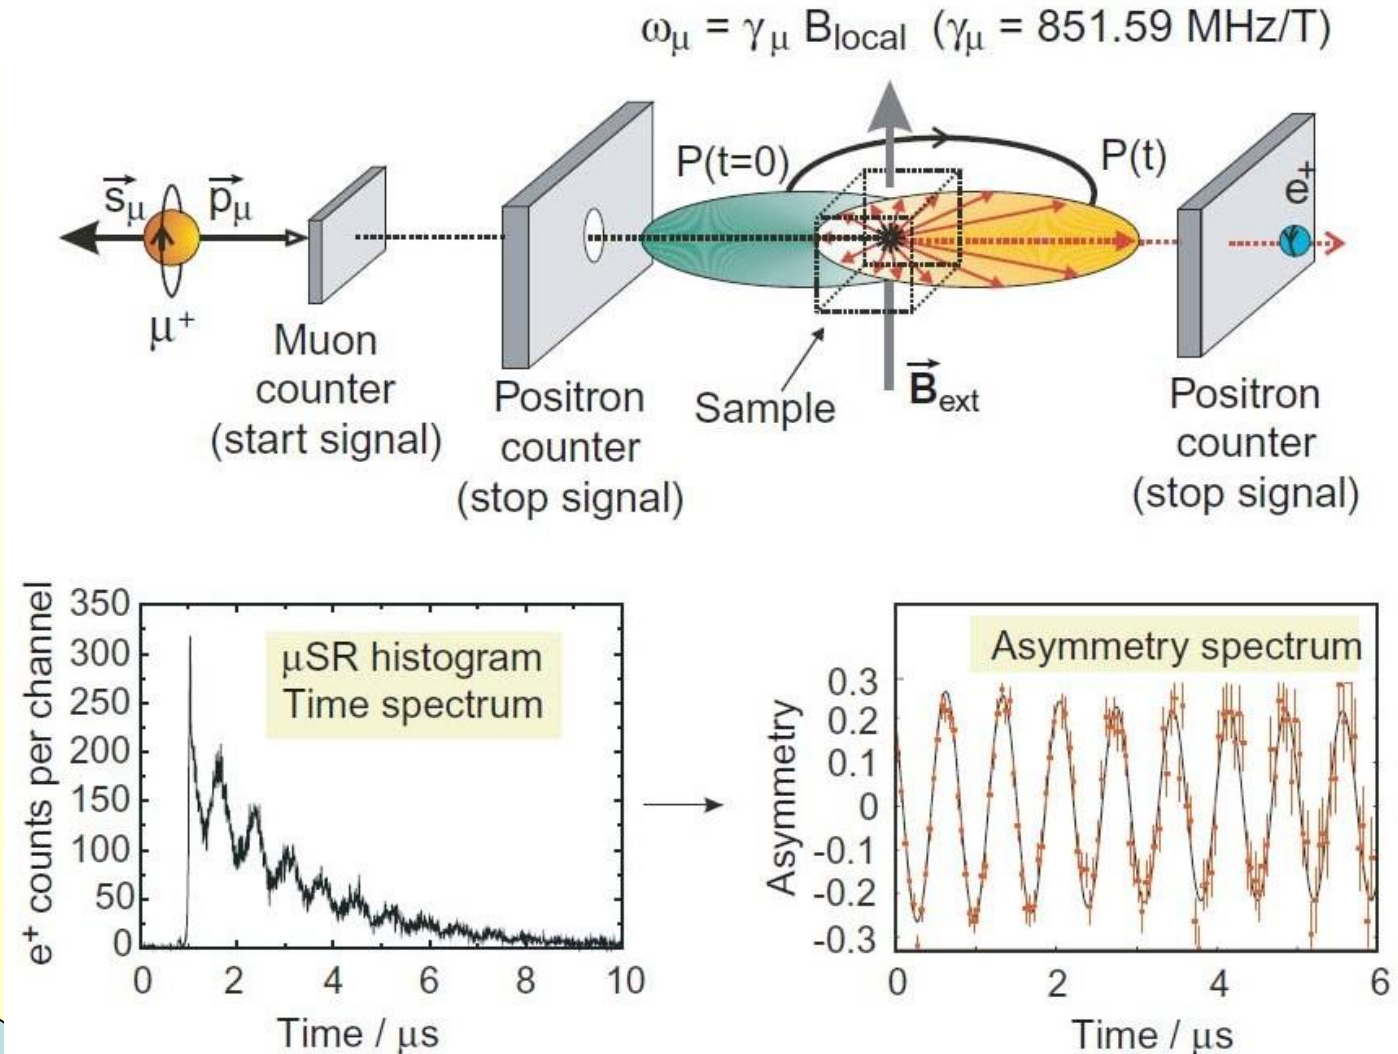 ωμ = γμ Blocal (γμ = 851.59 MHz/T)
P(t=0)
P(t)
e+
s⃗μ
p⃗μ
μ+
Muon
counter
(start signal)
Positron
counter
(stop signal)
Sample
B⃗ext
Positron
counter
(stop signal)
e+ counts per channel
350
300
250
200
150
100
50
0
μSR histogram
Time spectrum
0 2 4 6 8 10
Time / μs
Asymmetry
Asymmetry spectrum
0.3
0.2
0.1
0
-0.1
-0.2
-0.3
0 2 4 6
Time / μs